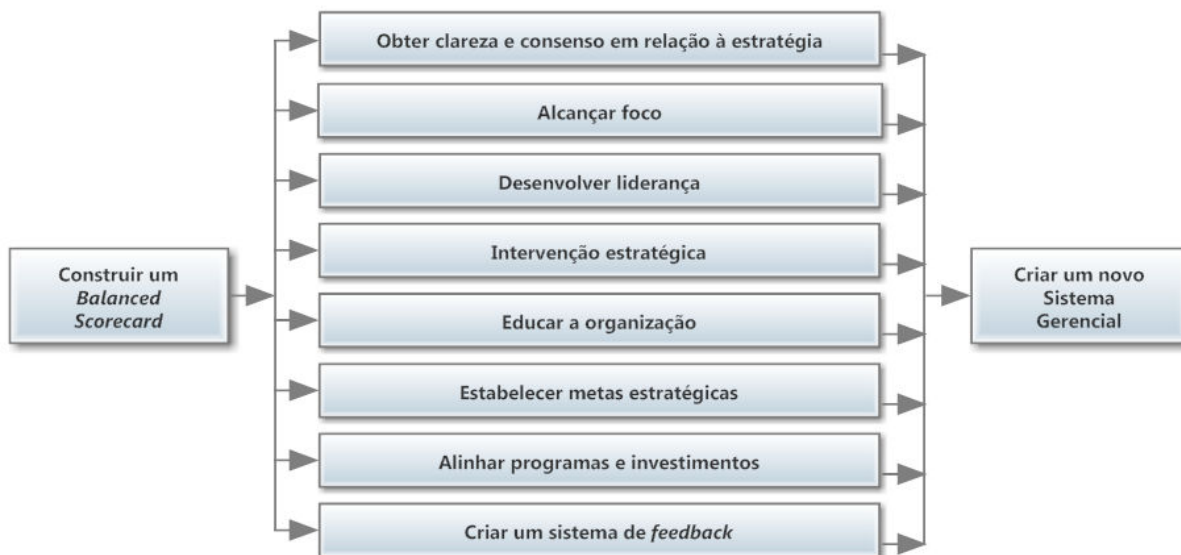 Obter clareza e consenso em relação à estratégia
Alcançar foco
Desenvolver liderança
Intervenção estratégica
Construir um
Balanced
Scorecard
Criar um novo
Sistema
Gerencial
Educar a organização
Estabelecer metas estratégicas
Alinhar programas e investimentos
Criar um sistema de feedback